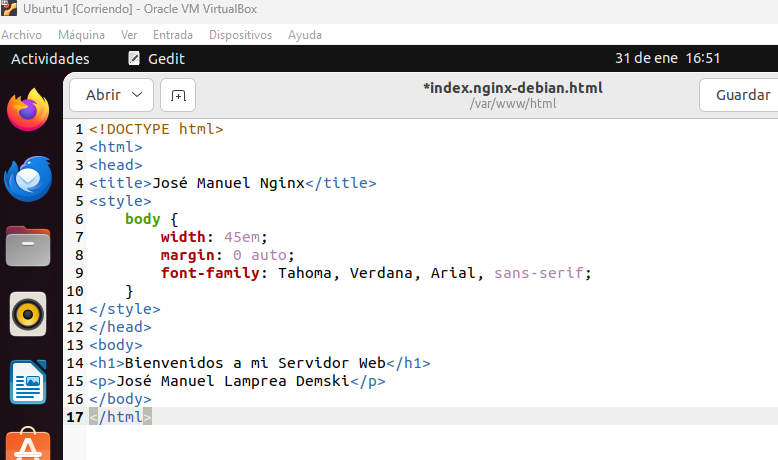 Ubuntu1 [Corriendo] - Oracle VM VirtualBox
Archivo Máquina Ver Entrada Dispositivos Ayuda
Actividades Gedit 31 de ene 16:51
Abrir *index.nginx-debian.html Guardar
/var/www/html
1 <!DOCTYPE html>
2 <html>
3 <head>
4 <title>José Manuel Nginx</title>
5 <style>
6     body {
7         width: 45em;
8         margin: 0 auto;
9         font-family: Tahoma, Verdana, Arial, sans-serif;
10     }
11 </style>
12 </head>
13 <body>
14 <h1>Bienvenidos a mi Servidor Web</h1>
15 <p>José Manuel Lamprea Demski</p>
16 </body>
17 </html>